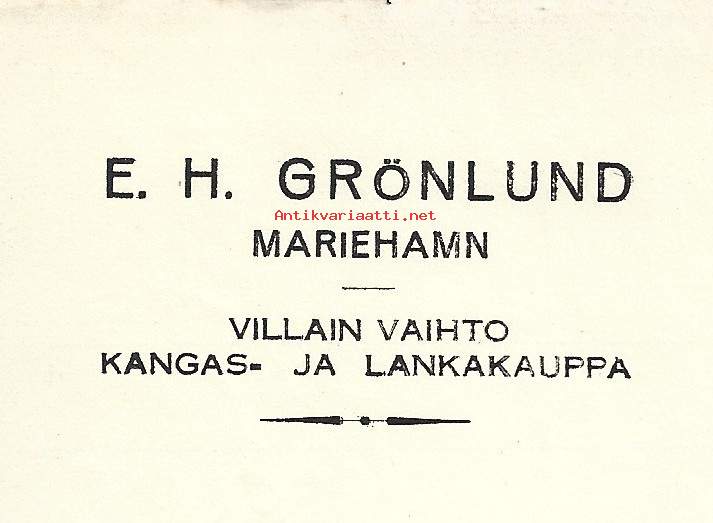 E. H. GRÖNLUND
Antikvariaatti.net
MARIEHAMN
VILLAIN VAIHTO
KANGAS- JA LANKAKAUPPA